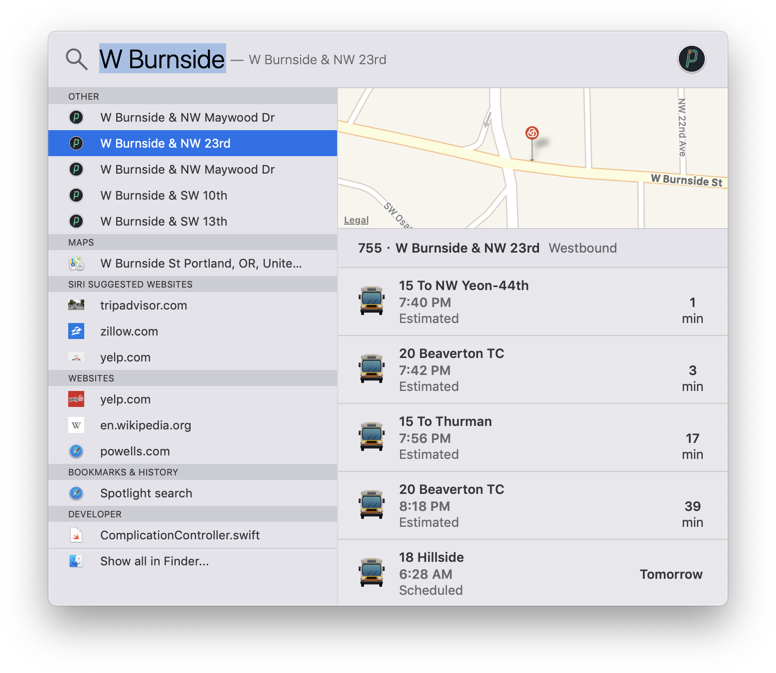 W Burnside — W Burnside & NW 23rd
OTHER
W Burnside & NW Maywood Dr
W Burnside & NW 23rd
W Burnside & NW Maywood Dr
W Burnside & SW 10th
W Burnside & SW 13th
MAPS
W Burnside St Portland, OR, Unite...
SIRI SUGGESTED WEBSITES
tripadvisor.com
zillow.com
yelp.com
WEBSITES
yelp.com
W en.wikipedia.org
powells.com
BOOKMARKS & HISTORY
Spotlight search
DEVELOPER
ComplicationController.swift
Show all in Finder...
NW 22nd Ave
W Burnside St
SW Osa
Legal
755 · W Burnside & NW 23rd Westbound
15 To NW Yeon-44th
7:40 PM 1
Estimated min
20 Beaverton TC
7:42 PM 3
Estimated min
15 To Thurman
7:56 PM 17
Estimated min
20 Beaverton TC
8:18 PM 39
Estimated min
18 Hillside
6:28 AM Tomorrow
Scheduled